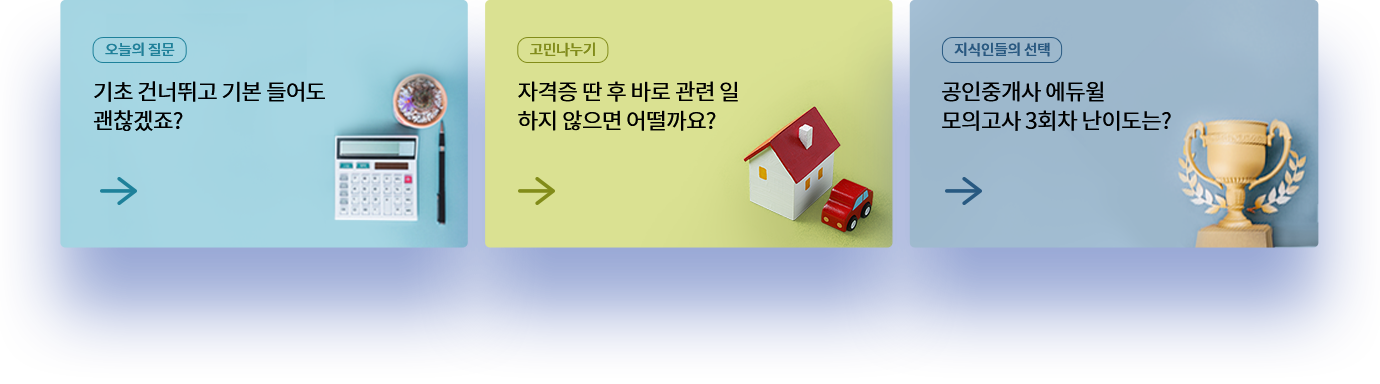 오늘의 질문
기초 건너뛰고 기본 들어도
괜찮겠죠?
고민나누기
자격증 딴 후 바로 관련 일
하지 않으면 어떨까요?
지식인들의 선택
공인중개사 에듀윌
모의고사 3회차 난이도는?